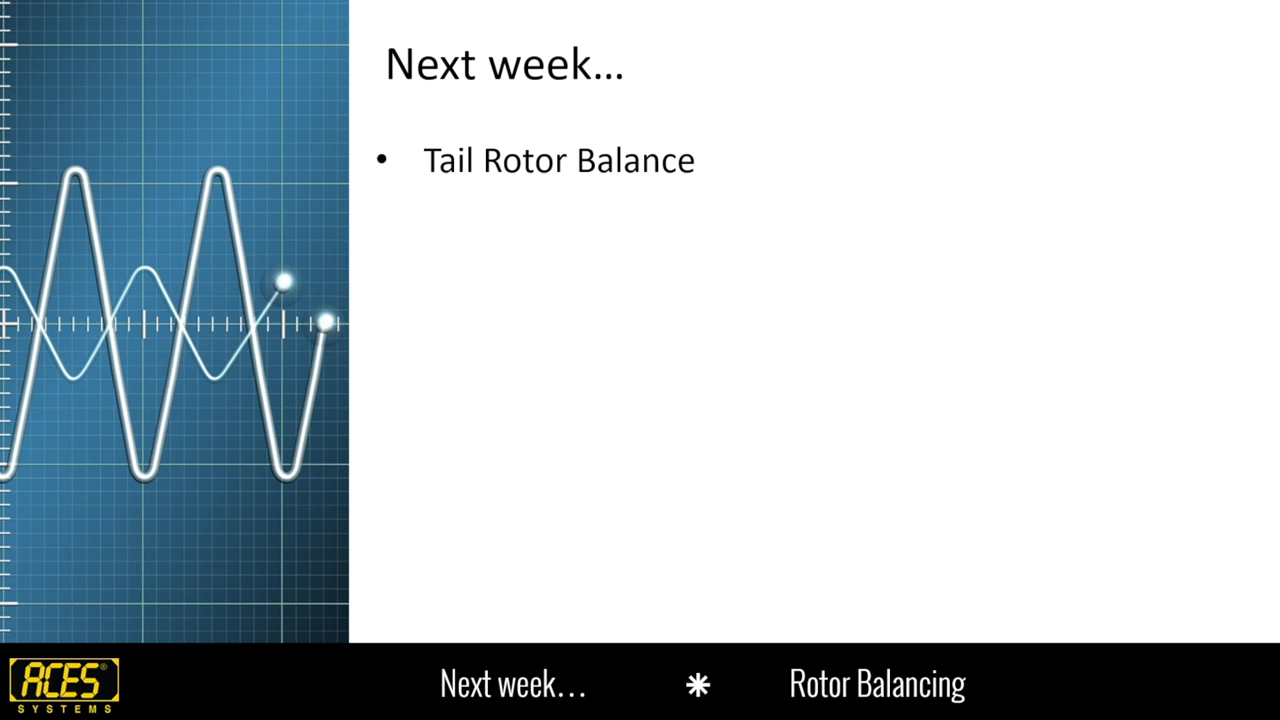 Next week...
• Tail Rotor Balance
ACES®
SYSTEMS
Next week... * Rotor Balancing